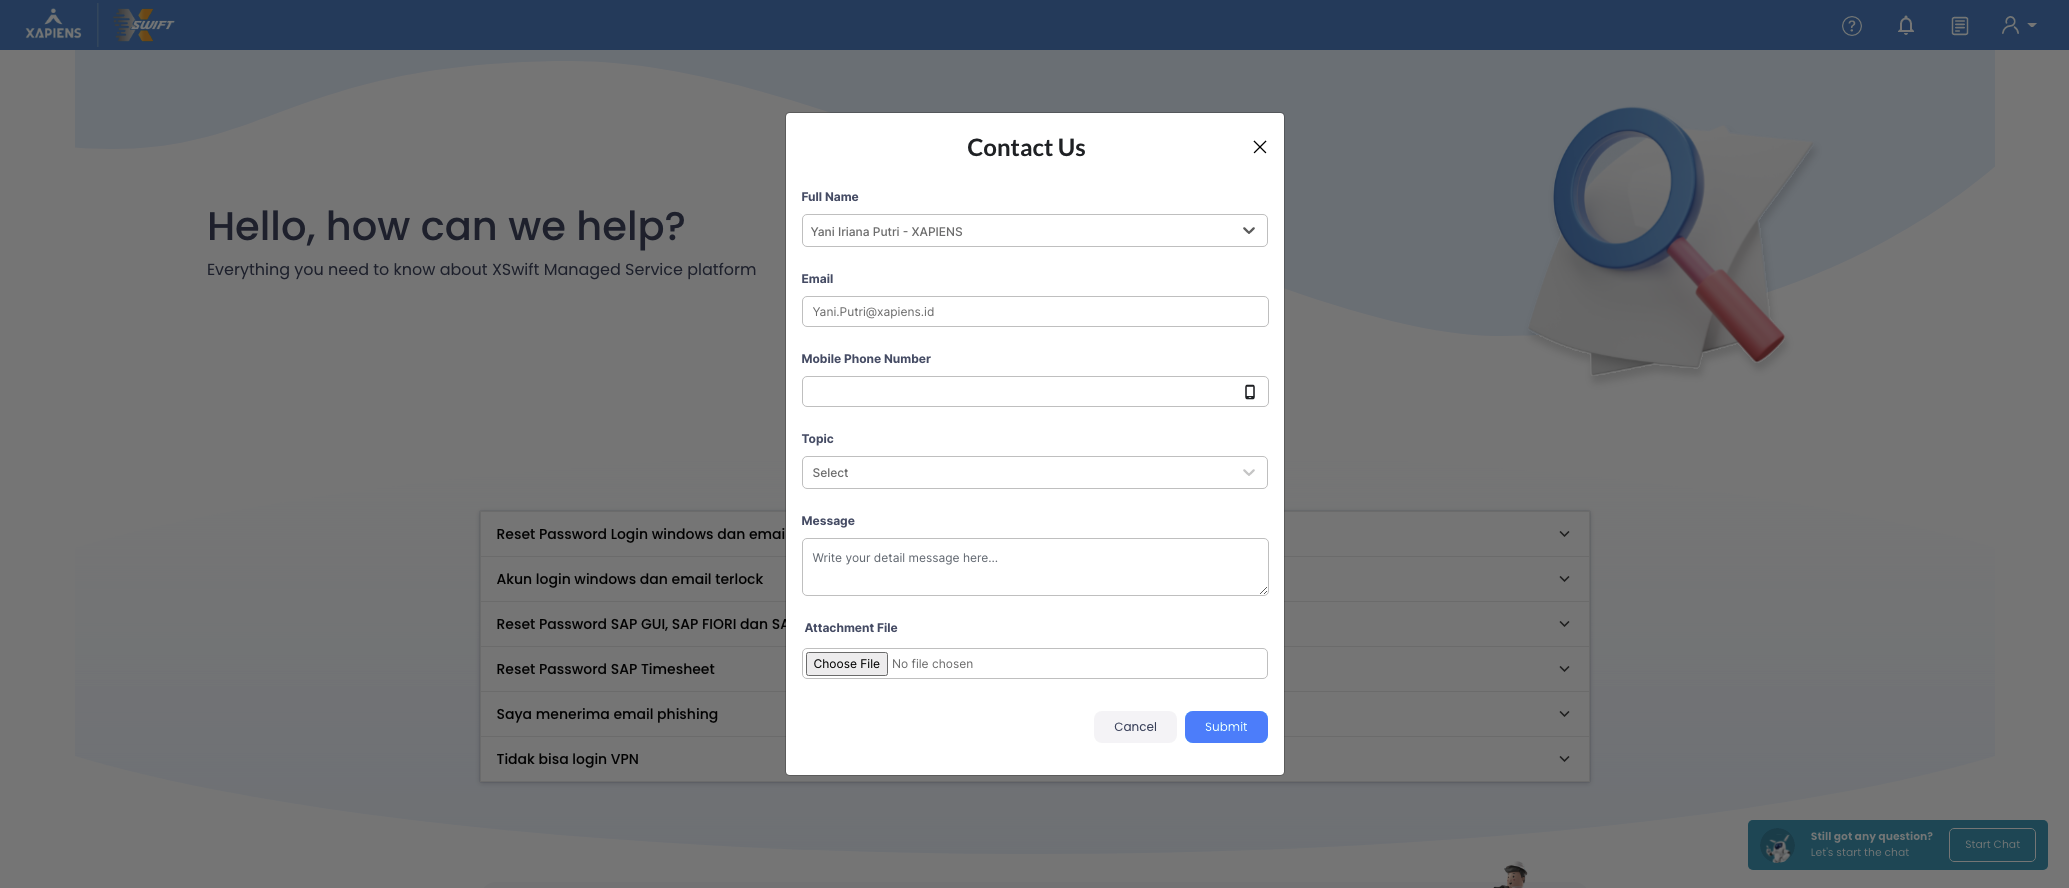 XAPIENS
SWIFT
Hello, how can we help?
Everything you need to know about XSwift Managed Service platform
Contact Us
Full Name
Yani Iriana Putri - XAPIENS
Email
Yani.Putri@xapiens.id
Mobile Phone Number
Topic
Select
Message
Write your detail message here...
Attachment File
Choose File No file chosen
Cancel
Submit
Reset Password Login windows dan emai
Akun login windows dan email terlock
Reset Password SAP GUI, SAP FIORI dan SA
Reset Password SAP Timesheet
Saya menerima email phishing
Tidak bisa login VPN
Still got any question?
Let's start the chat
Start Chat